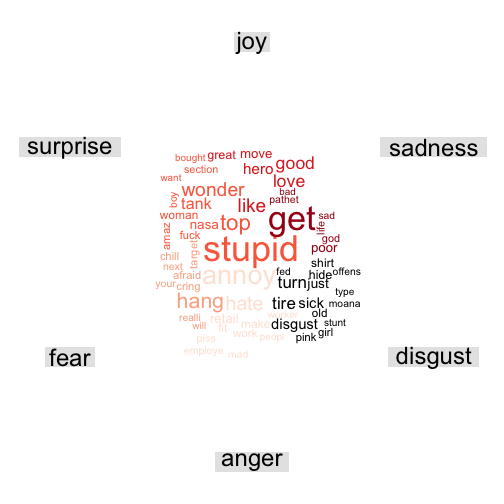 joy
surprise
sadness
bought great move
section hero good
want love
wonder bad
boy tank like pathet
woman top get sad
amaz nasa life
fuck god
stupid poor
chill target
next annoy fed shirt offens
afraid turn just hide
your cring type
hang hate tire sick moana
realli retail worker old
will fit make disgust stunt
piss work peopl pink girl
employe mad
fear
disgust
anger